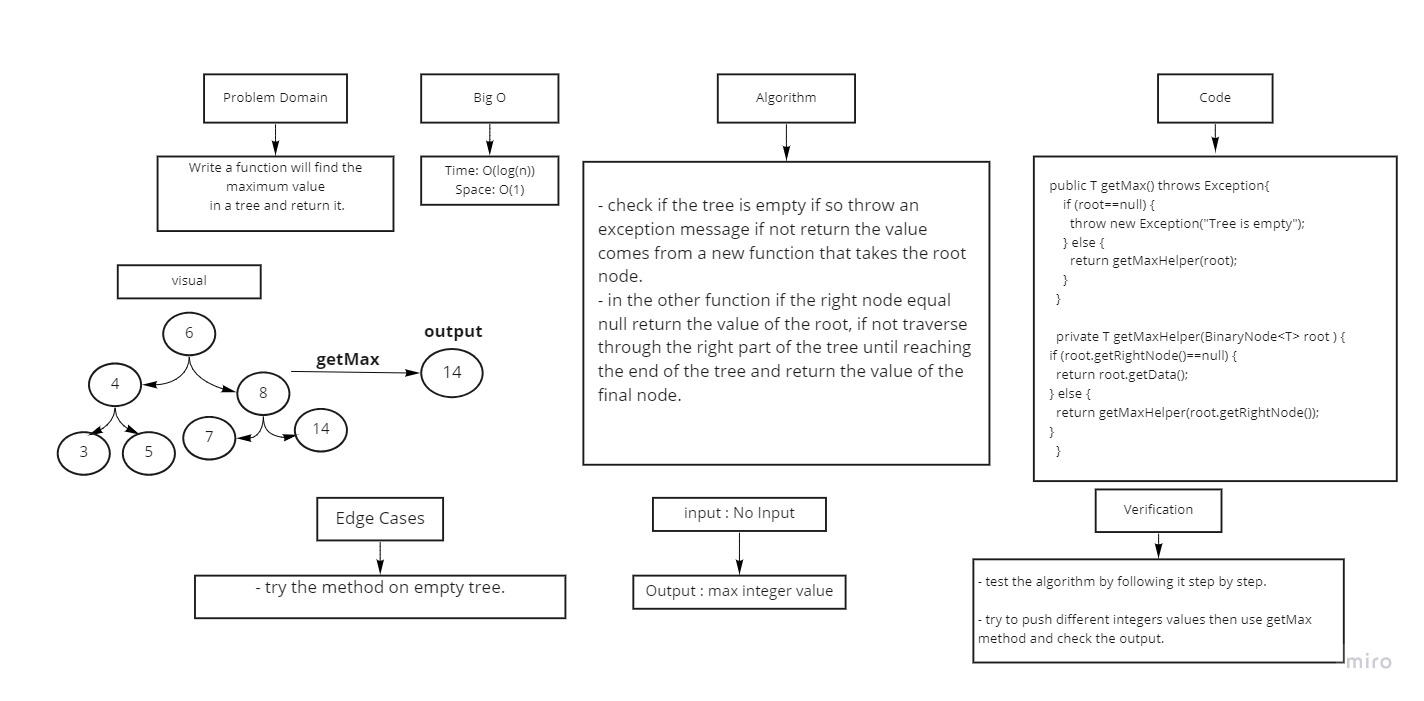 Problem Domain
Write a function will find the
maximum value
in a tree and return it.
Big O
Time: O(log(n))
Space: O(1)
Algorithm
- check if the tree is empty if so throw an
exception message if not return the value
comes from a new function that takes the root
node.
- in the other function if the right node equal
null return the value of the root, if not traverse
through the right part of the tree until reaching
the end of the tree and return the value of the
final node.
Code
public T getMax() throws Exception{
if (root==null) {
throw new Exception("Tree is empty");
} else {
return getMaxHelper(root);
}
}
private T getMaxHelper(BinaryNode<T> root ) {
if (root.getRightNode()==null) {
return root.getData();
} else {
return getMaxHelper(root.getRightNode());
}
}
visual
6
4
8
3
5
7
14
getMax
output
14
Edge Cases
- try the method on empty tree.
input : No Input
Output : max integer value
Verification
- test the algorithm by following it step by step.
- try to push different integers values then use getMax
method and check the output.
miro